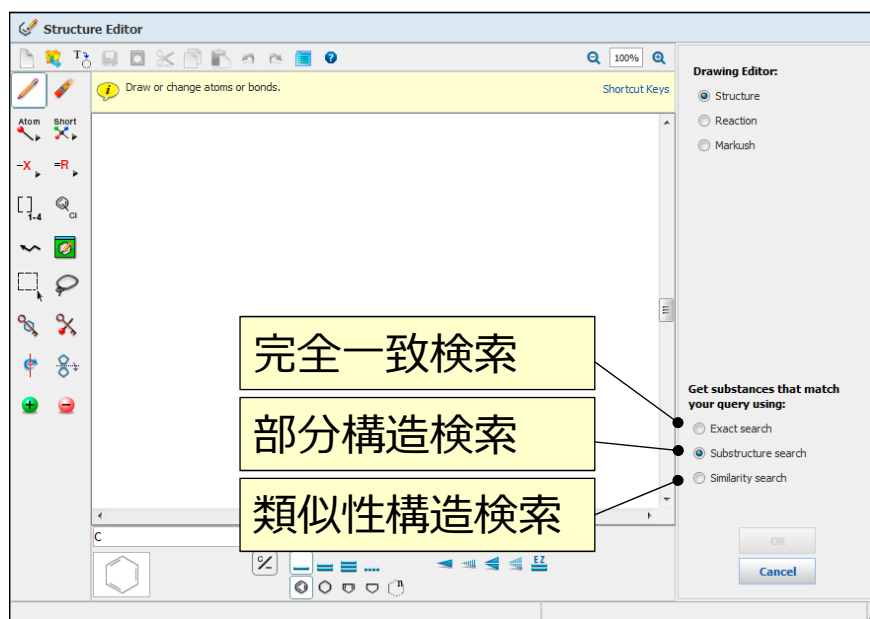 Structure Editor
100%
Draw or change atoms or bonds.
Shortcut Keys
Drawing Editor:
Structure
Reaction
Markush
Atom
Short
-X
=R
[ ]
1-4
Cl
完全一致検索
部分構造検索
類似性構造検索
Get substances that match
your query using:
Exact search
Substructure search
Similarity search
C
EZ
n
OK
Cancel